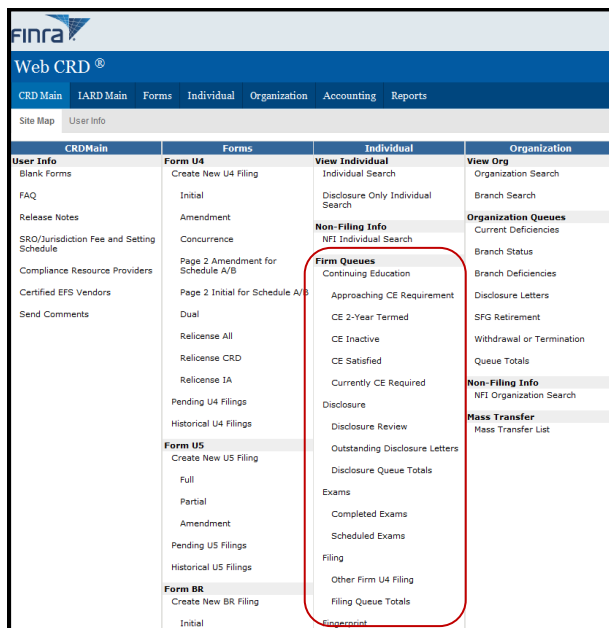 Finra
Web CRD ®
CRD Main IARD Main Forms Individual Organization Accounting Reports
Site Map User Info
CRDMain
User Info
Blank Forms
FAQ
Release Notes
SRO/Jurisdiction Fee and Setting
Schedule
Compliance Resource Providers
Certified EFS Vendors
Send Comments
Forms
Form U4
Create New U4 Filing
Initial
Amendment
Concurrence
Page 2 Amendment for
Schedule A/B
Page 2 Initial for Schedule A/B
Dual
Relicense All
Relicense CRD
Relicense IA
Pending U4 Filings
Historical U4 Filings
Form U5
Create New U5 Filing
Full
Partial
Amendment
Pending U5 Filings
Historical U5 Filings
Form BR
Create New BR Filing
Initial
Individual
View Individual
Individual Search
Disclosure Only Individual
Search
Non-Filing Info
NFI Individual Search
Firm Queues
Continuing Education
Approaching CE Requirement
CE 2-Year Termed
CE Inactive
CE Satisfied
Currently CE Required
Disclosure
Disclosure Review
Outstanding Disclosure Letters
Disclosure Queue Totals
Exams
Completed Exams
Scheduled Exams
Filing
Other Firm U4 Filing
Filing Queue Totals
Fingerprint
Organization
View Org
Organization Search
Branch Search
Organization Queues
Current Deficiencies
Branch Status
Branch Deficiencies
Disclosure Letters
SFG Retirement
Withdrawal or Termination
Queue Totals
Non-Filing Info
NFI Organization Search
Mass Transfer
Mass Transfer List